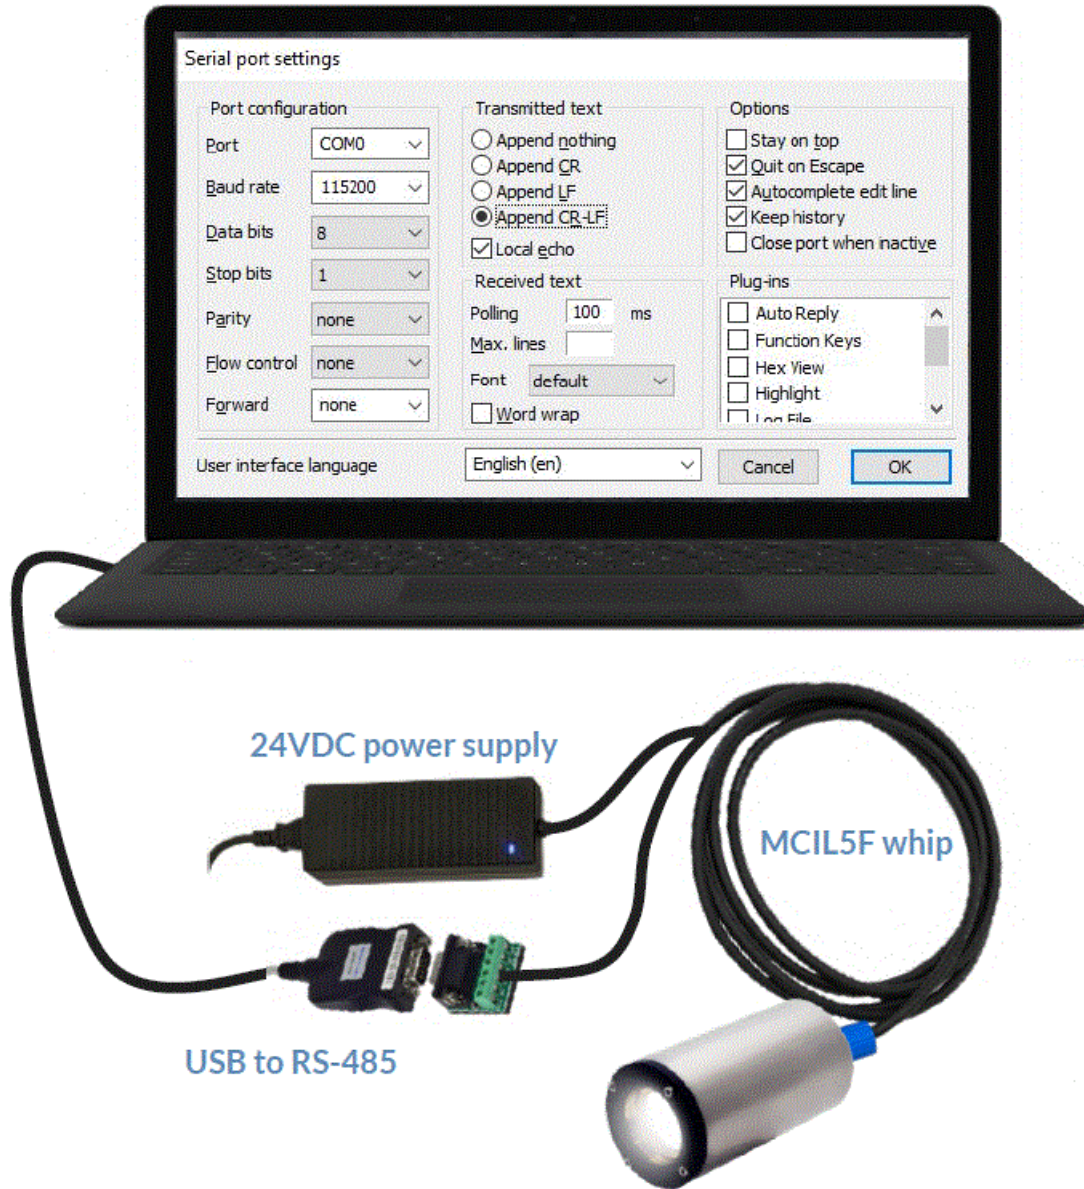 Serial port settings
Port configuration
Port COM0
Baud rate 115200
Data bits 8
Stop bits 1
Parity none
Flow control none
Forward none
Transmitted text
Append nothing
Append CR
Append LF
Append CR-LF
Local echo
Received text
Polling 100 ms
Max. lines
Font default
Word wrap
Options
Stay on top
Quit on Escape
Autocomplete edit line
Keep history
Close port when inactive
Plug-ins
Auto Reply
Function Keys
Hex View
Highlight
Log File
User interface language English (en) Cancel OK
24VDC power supply
MCIL5F whip
USB to RS-485